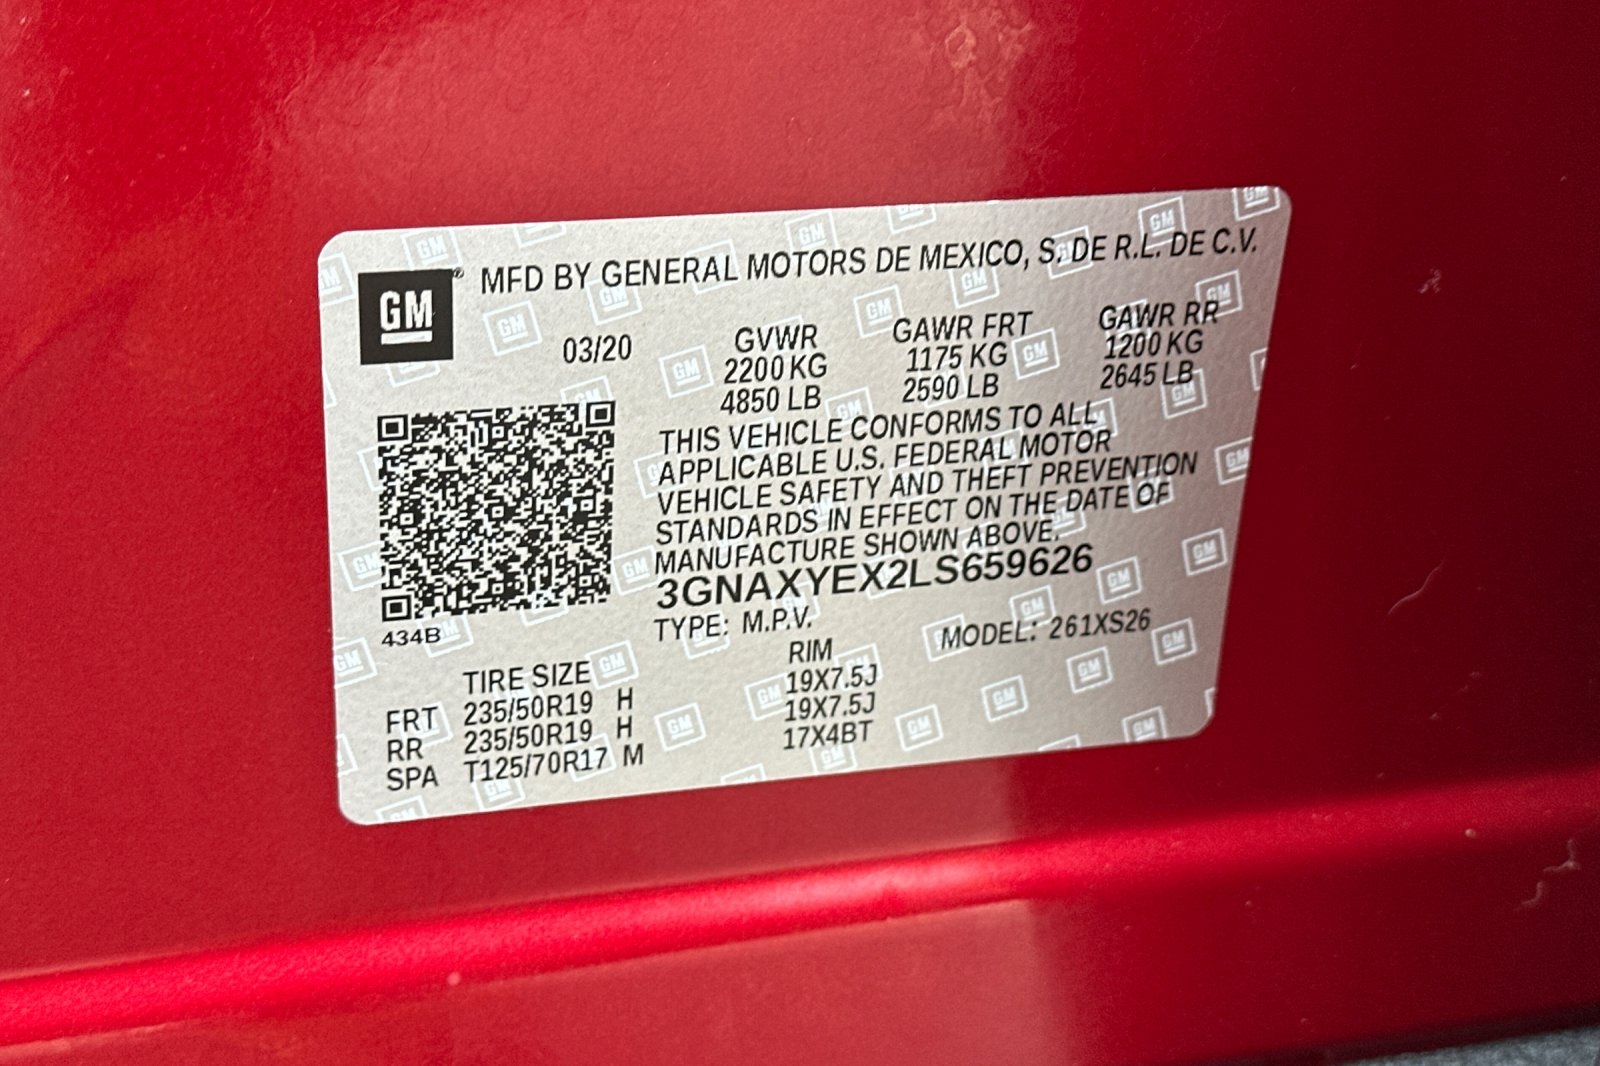 GM® MFD BY GENERAL MOTORS DE MEXICO, S. DE R.L. DE C.V.
03/20 GVWR GAWR FRT GAWR RR
2200 KG 1175 KG 1200 KG
4850 LB 2590 LB 2645 LB
THIS VEHICLE CONFORMS TO ALL
APPLICABLE U.S. FEDERAL MOTOR
VEHICLE SAFETY AND THEFT PREVENTION
STANDARDS IN EFFECT ON THE DATE OF
MANUFACTURE SHOWN ABOVE.
3GNAXYEX2LS659626
434B TYPE: M.P.V. MODEL: 261XS26
TIRE SIZE RIM
FRT 235/50R19 H 19X7.5J
RR 235/50R19 H 19X7.5J
SPA T125/70R17 M 17X4BT